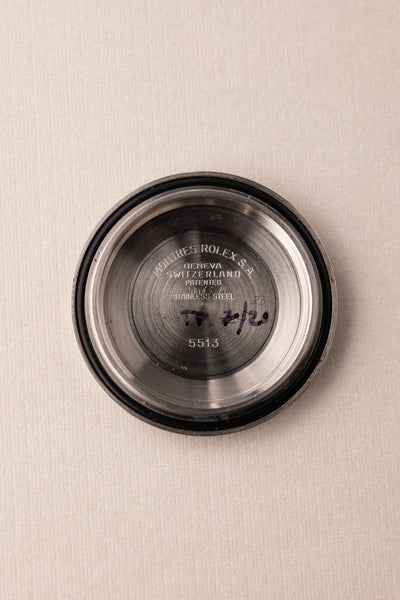 MONTRES ROLEX S.A
GENEVA
SWITZERLAND
PATENTED
STAINLESS STEEL
5513